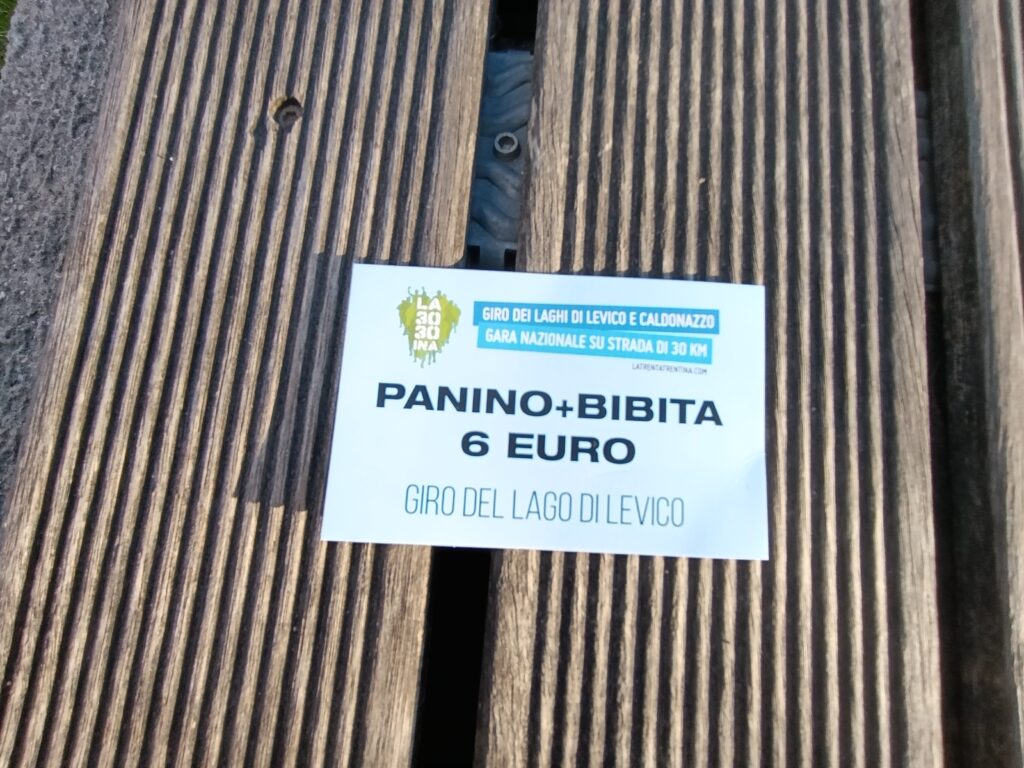 LA
30
30
INA
GIRO DEI LAGHI DI LEVICO E CALDONAZZO
GARA NAZIONALE SU STRADA DI 30 KM
LATRENTATRENTINA.COM
PANINO+BIBITA
6 EURO
GIRO DEL LAGO DI LEVICO